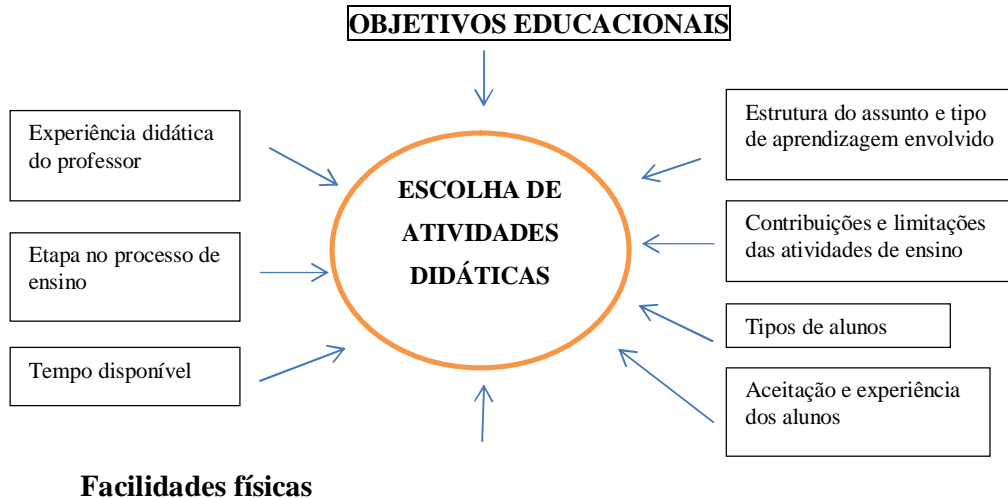 OBJETIVOS EDUCACIONAIS
Experiência didática
do professor
Etapa no processo de
ensino
Tempo disponível
ESCOLHA DE
ATIVIDADES
DIDÁTICAS
Estrutura do assunto e tipo
de aprendizagem envolvido
Contribuições e limitações
das atividades de ensino
Tipos de alunos
Aceitação e experiência
dos alunos
Facilidades físicas